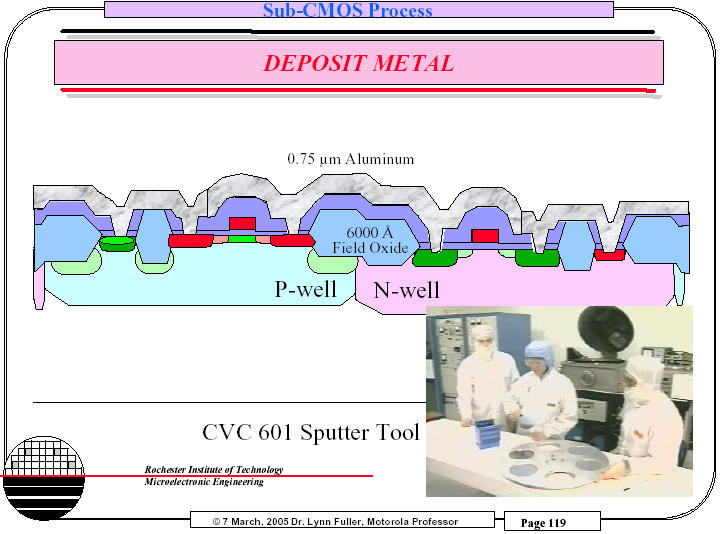 Sub-CMOS Process
DEPOSIT METAL
0.75 µm Aluminum
6000 Å
Field Oxide
P-well
N-well
CVC 601 Sputter Tool
Rochester Institute of Technology
Microelectronic Engineering
© 7 March, 2005 Dr. Lynn Fuller, Motorola Professor
Page 119